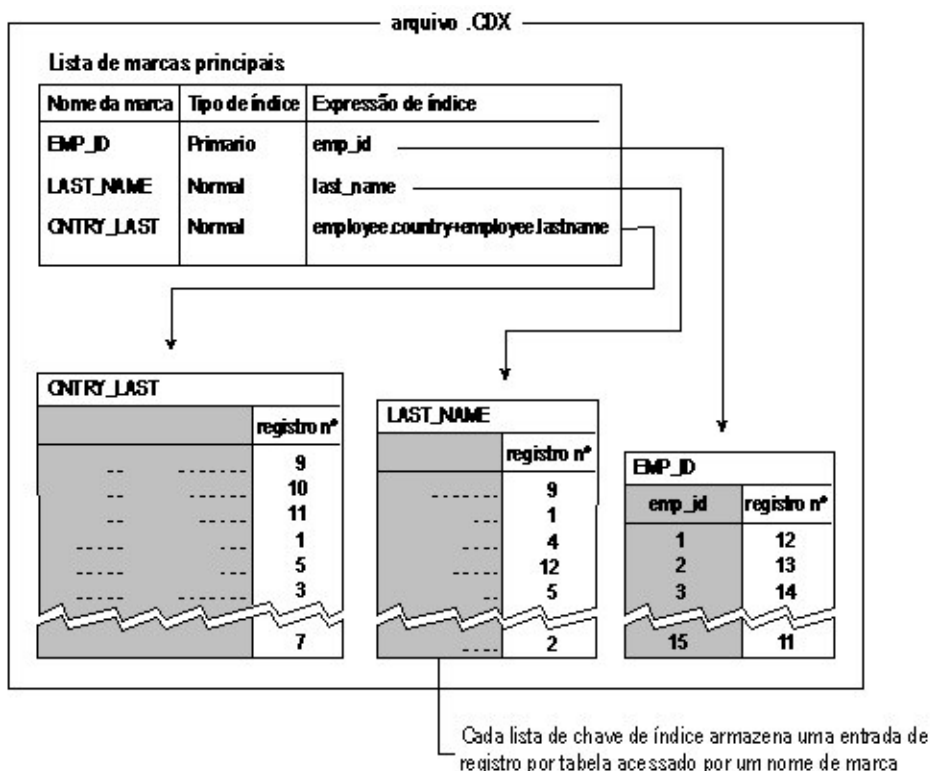 arquivo .CDX
Lista de marcas principais
Nome da marca Tipo de índice Expressão de índice
EMP_ID Primario emp_id
LAST_NAME Normal last_name
CNTRY_LAST Normal employee.country+employee.lastname
CNTRY_LAST
registro nº
9
10
11
1
5
3
7
LAST_NAME
registro nº
9
1
4
12
5
2
EMP_ID
emp_id registro nº
1 12
2 13
3 14
15 11
Cada lista de chave de índice armazena uma entrada de
registro por tabela acessado por um nome de marca